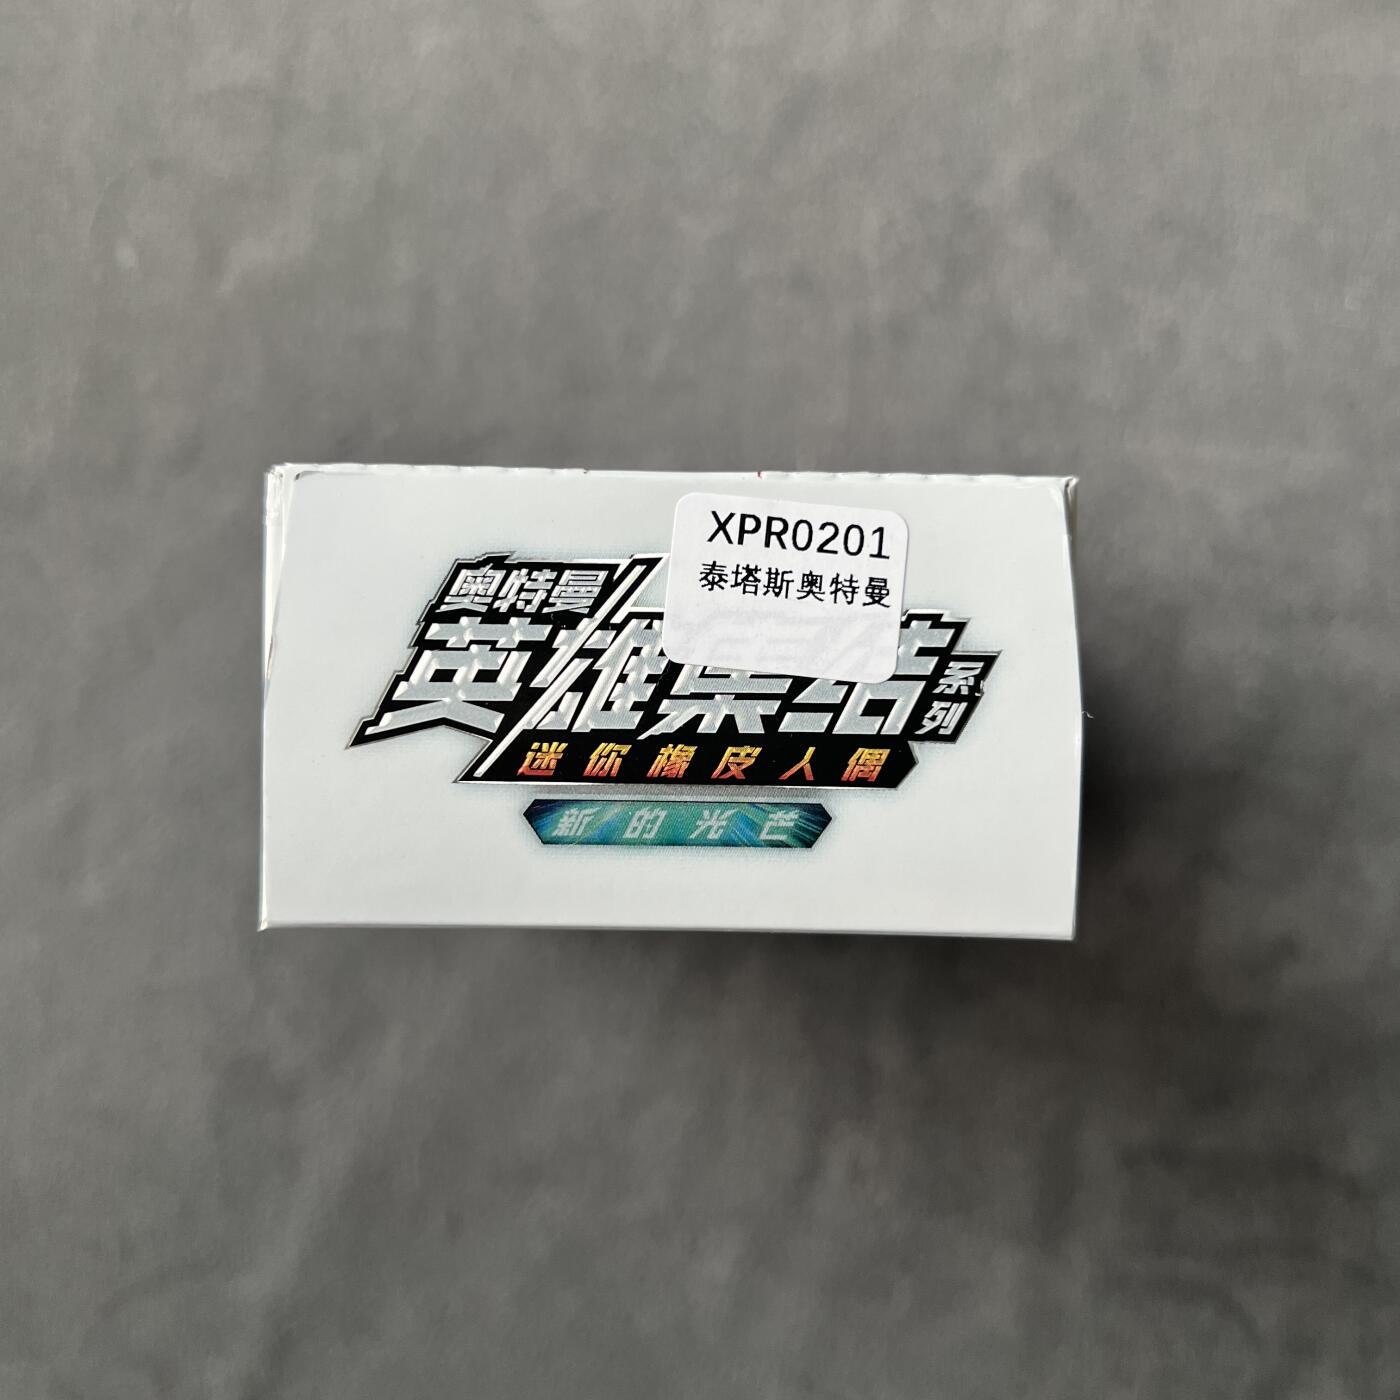 XPR0201
泰塔斯奥特曼
奥特曼
英雄集结
系列
迷你橡皮人偶
新的光芒